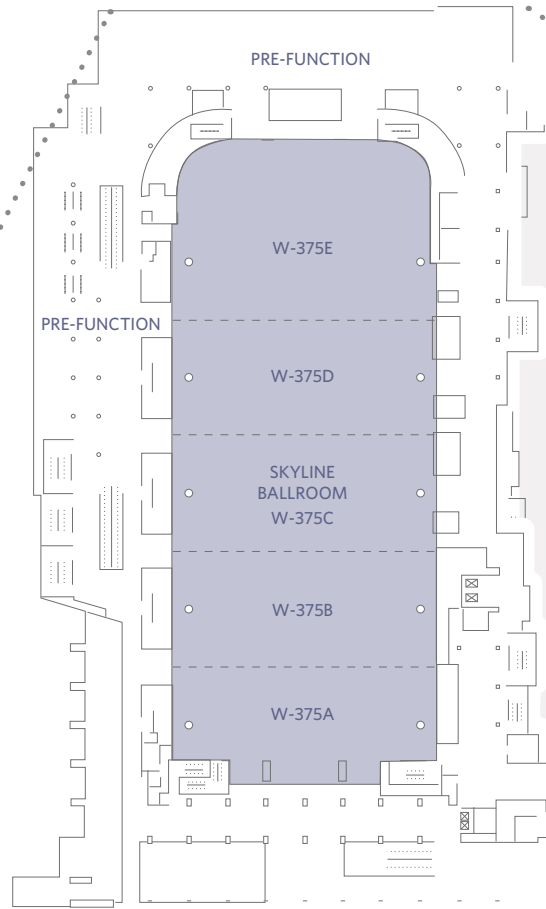 PRE-FUNCTION
W-375E
PRE-FUNCTION
W-375D
SKYLINE
BALLROOM
W-375C
W-375B
W-375A